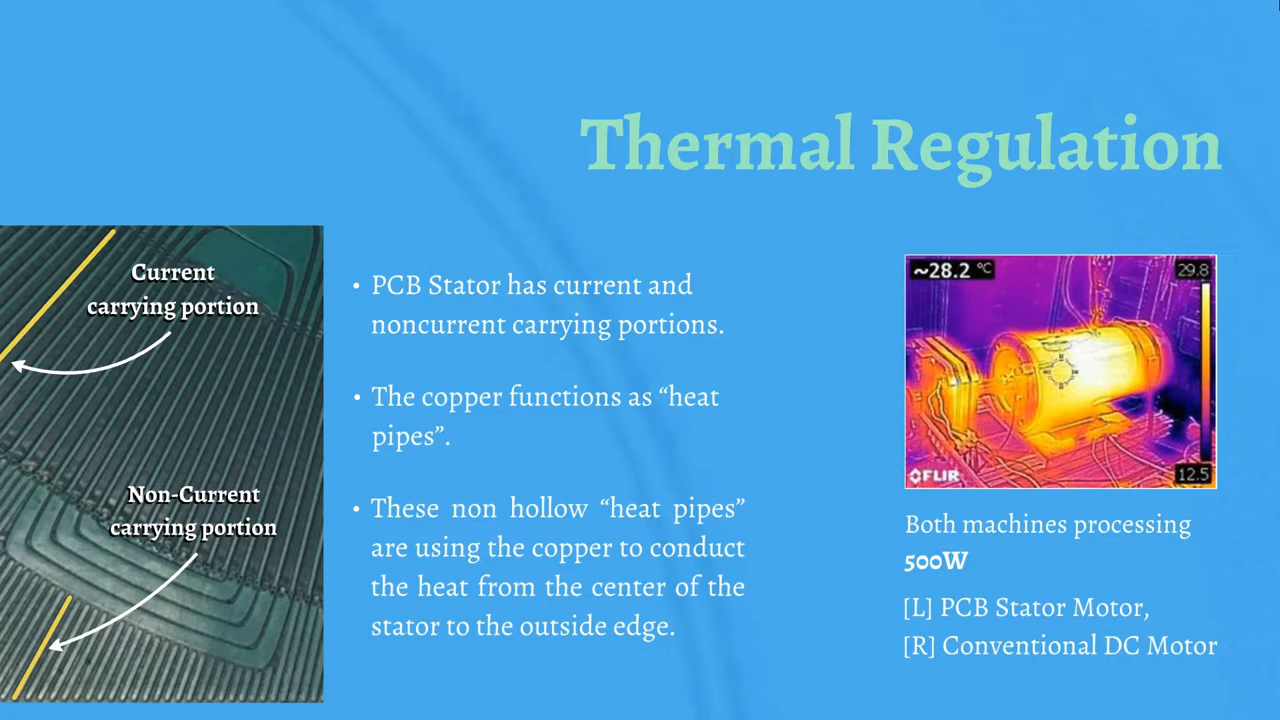 Thermal Regulation
Current
carrying portion
Non-Current
carrying portion
• PCB Stator has current and
noncurrent carrying portions.
• The copper functions as “heat
pipes”.
• These non hollow “heat pipes”
are using the copper to conduct
the heat from the center of the
stator to the outside edge.
~28.2 °C
29.8
12.5
FLIR
Both machines processing
500W
[L] PCB Stator Motor,
[R] Conventional DC Motor